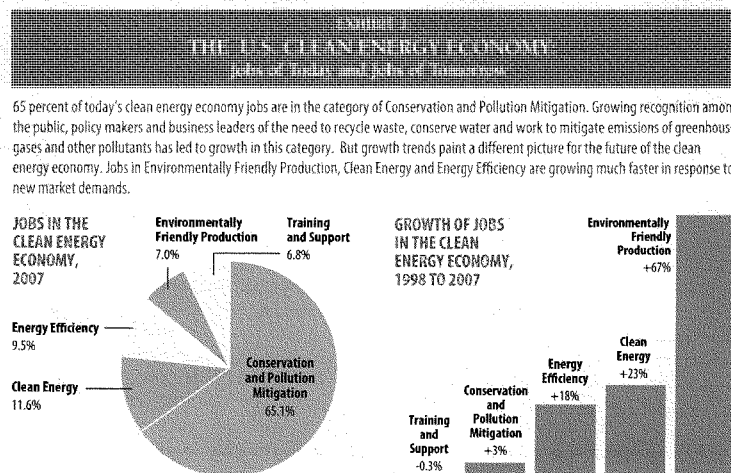 EXHIBIT 1
THE U.S. CLEAN ENERGY ECONOMY:
Jobs of Today and Jobs of Tomorrow
65 percent of today's clean energy economy jobs are in the category of Conservation and Pollution Mitigation. Growing recognition among
the public, policy makers and business leaders of the need to recycle waste, conserve water and work to mitigate emissions of greenhous
gases and other pollutants has led to growth in this category. But growth trends paint a different picture for the future of the clean
energy economy. Jobs in Environmentally Friendly Production, Clean Energy and Energy Efficiency are growing much faster in response to
new market demands.
JOBS IN THE
CLEAN ENERGY
ECONOMY,
2007
Environmentally
Friendly Production
7.0%
Training
and Support
6.8%
Energy Efficiency
9.5%
Clean Energy
11.6%
Conservation
and Pollution
Mitigation
65.1%
GROWTH OF JOBS
IN THE CLEAN
ENERGY ECONOMY,
1998 TO 2007
Environmentally
Friendly
Production
+67%
Clean
Energy
+23%
Energy
Efficiency
+18%
Conservation
and
Pollution
Mitigation
+3%
Training
and
Support
-0.3%